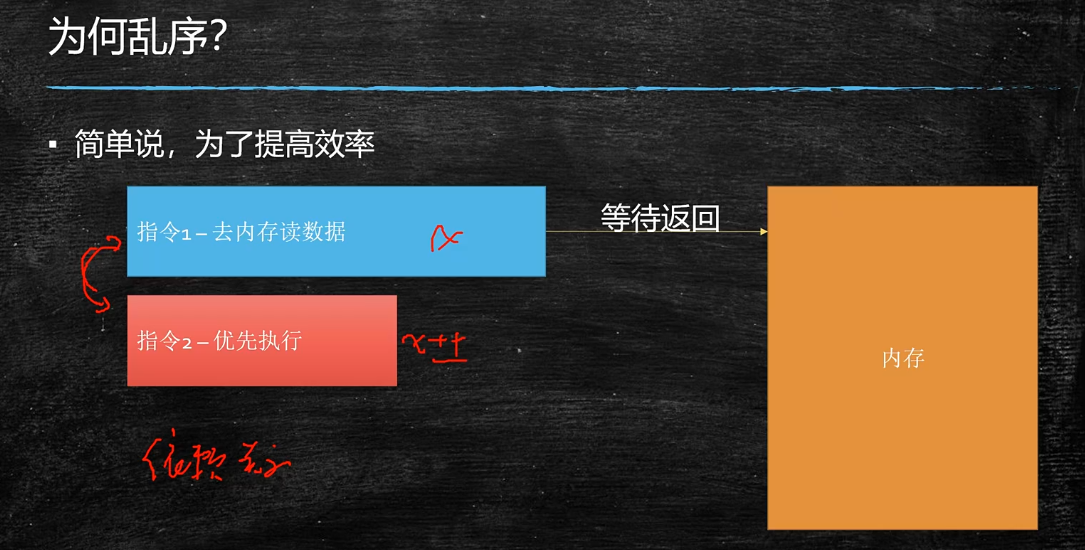 为何乱序？
▪ 简单说，为了提高效率
指令1 – 去内存读数据
x
等待返回
指令2 – 优先执行
x++
内存
依赖关系